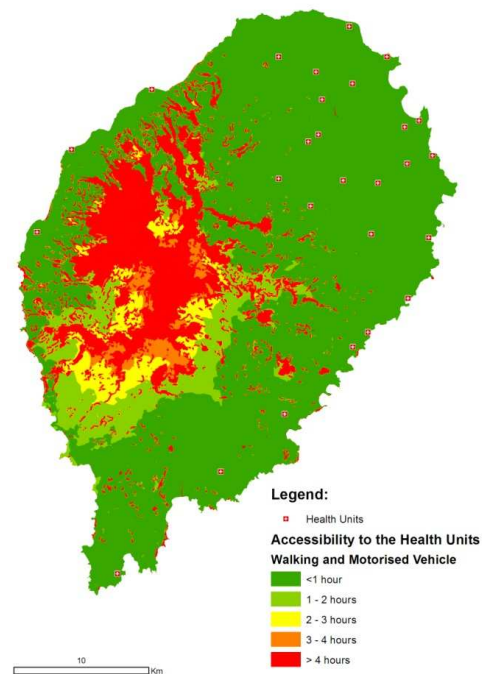 Legend:
Health Units
Accessibility to the Health Units
Walking and Motorised Vehicle
<1 hour
1 - 2 hours
2 - 3 hours
3 - 4 hours
> 4 hours
10
Km